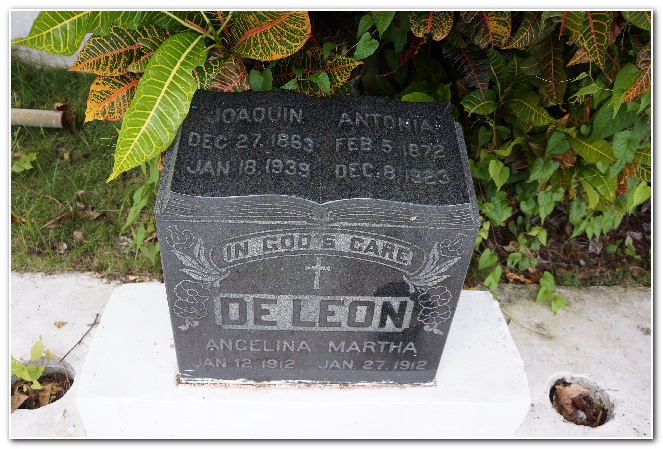 JOAQUIN ANTONIA
DEC 27, 1863 FEB 5, 1872
JAN 18, 1939 DEC. 8, 1923
IN GOD'S CARE
DE LEON
ANGELINA MARTHA
JAN 12, 1912 JAN. 27, 1912